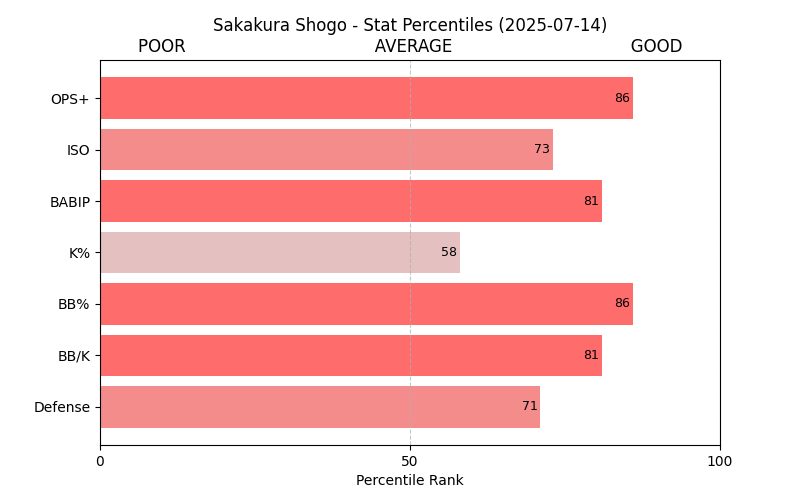 Sakakura Shogo - Stat Percentiles (2025-07-14)
POOR AVERAGE GOOD
OPS+ 86
ISO 73
BABIP 81
K% 58
BB% 86
BB/K 81
Defense 71
0 50 100
Percentile Rank